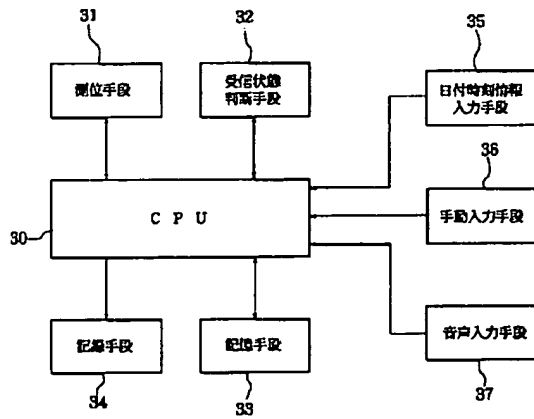 31
32
35
測位手段
受信状態
判断手段
日付時刻情報
入力手段
36
30
CPU
手動入力手段
記録手段
記憶手段
音声入力手段
34
33
37